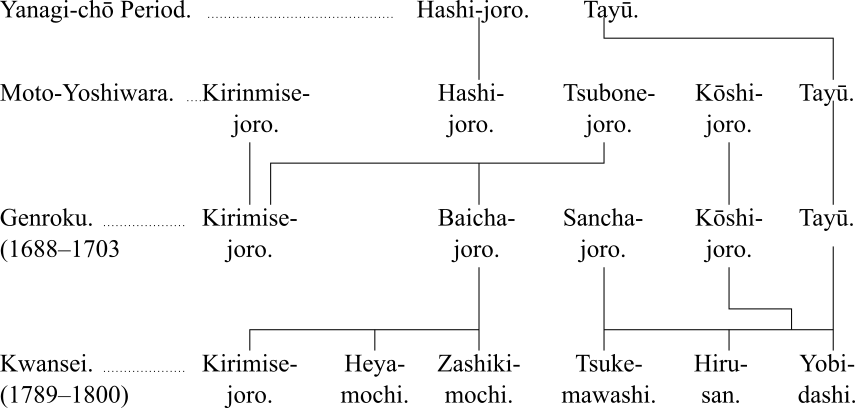 Yanagi-chō Period. Hashi-joro. Tayū.
Moto-Yoshiwara. Kirinmise- Hashi- Tsubone- Kōshi- Tayū.
joro. joro. joro. joro.
Genroku. Kirimise- Baicha- Sancha- Kōshi- Tayū.
(1688–1703 joro. joro. joro. joro.
Kwansei. Kirimise- Heya- Zashiki- Tsuke- Hiru- Yobi-
(1789–1800) joro. mochi. mochi. mawashi. san. dashi.